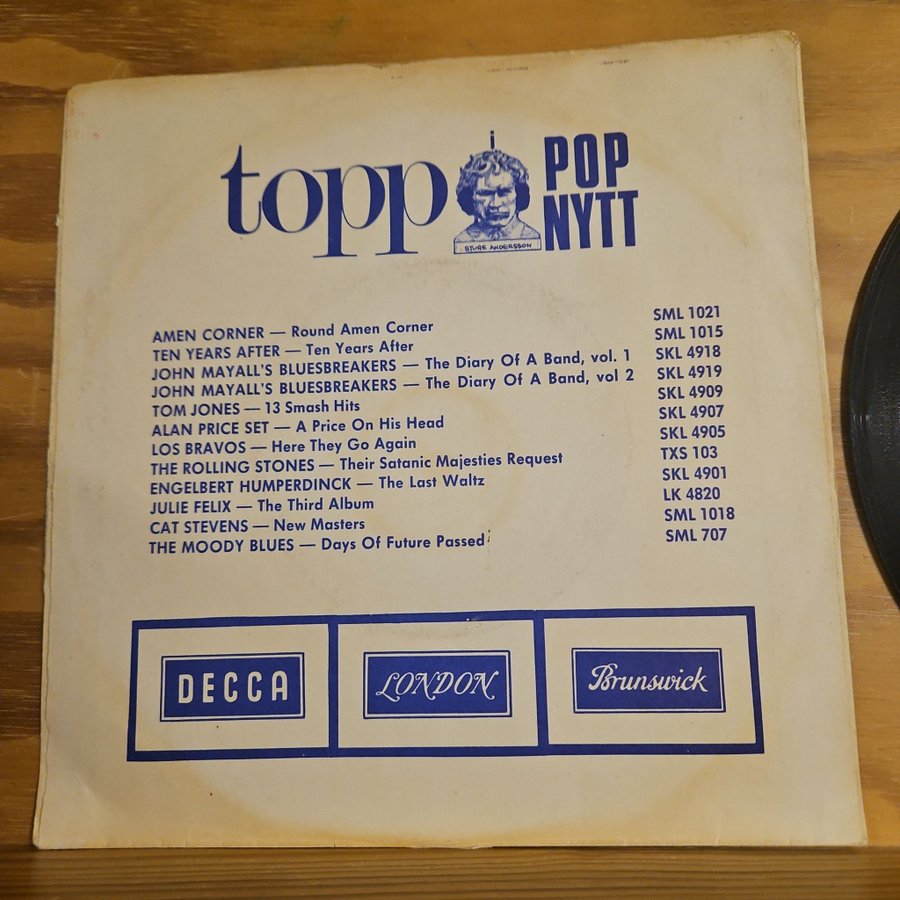 topp i POP
NYTT
STURE ANDERSSON
AMEN CORNER — Round Amen Corner SML 1021
TEN YEARS AFTER — Ten Years After SML 1015
JOHN MAYALL'S BLUESBREAKERS — The Diary Of A Band, vol. 1 SKL 4918
JOHN MAYALL'S BLUESBREAKERS — The Diary Of A Band, vol 2 SKL 4919
TOM JONES — 13 Smash Hits SKL 4909
ALAN PRICE SET — A Price On His Head SKL 4907
LOS BRAVOS — Here They Go Again SKL 4905
THE ROLLING STONES — Their Satanic Majesties Request TXS 103
ENGELBERT HUMPERDINCK — The Last Waltz SKL 4901
JULIE FELIX — The Third Album LK 4820
CAT STEVENS — New Masters SML 1018
THE MOODY BLUES — Days Of Future Passed SML 707
DECCA LONDON Brunswick